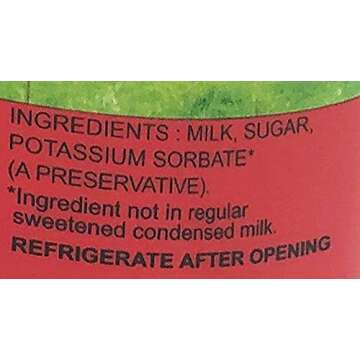 INGREDIENTS : MILK, SUGAR,
POTASSIUM SORBATE*
(A PRESERVATIVE).
*Ingredient not in regular
sweetened condensed milk.
REFRIGERATE AFTER OPENING